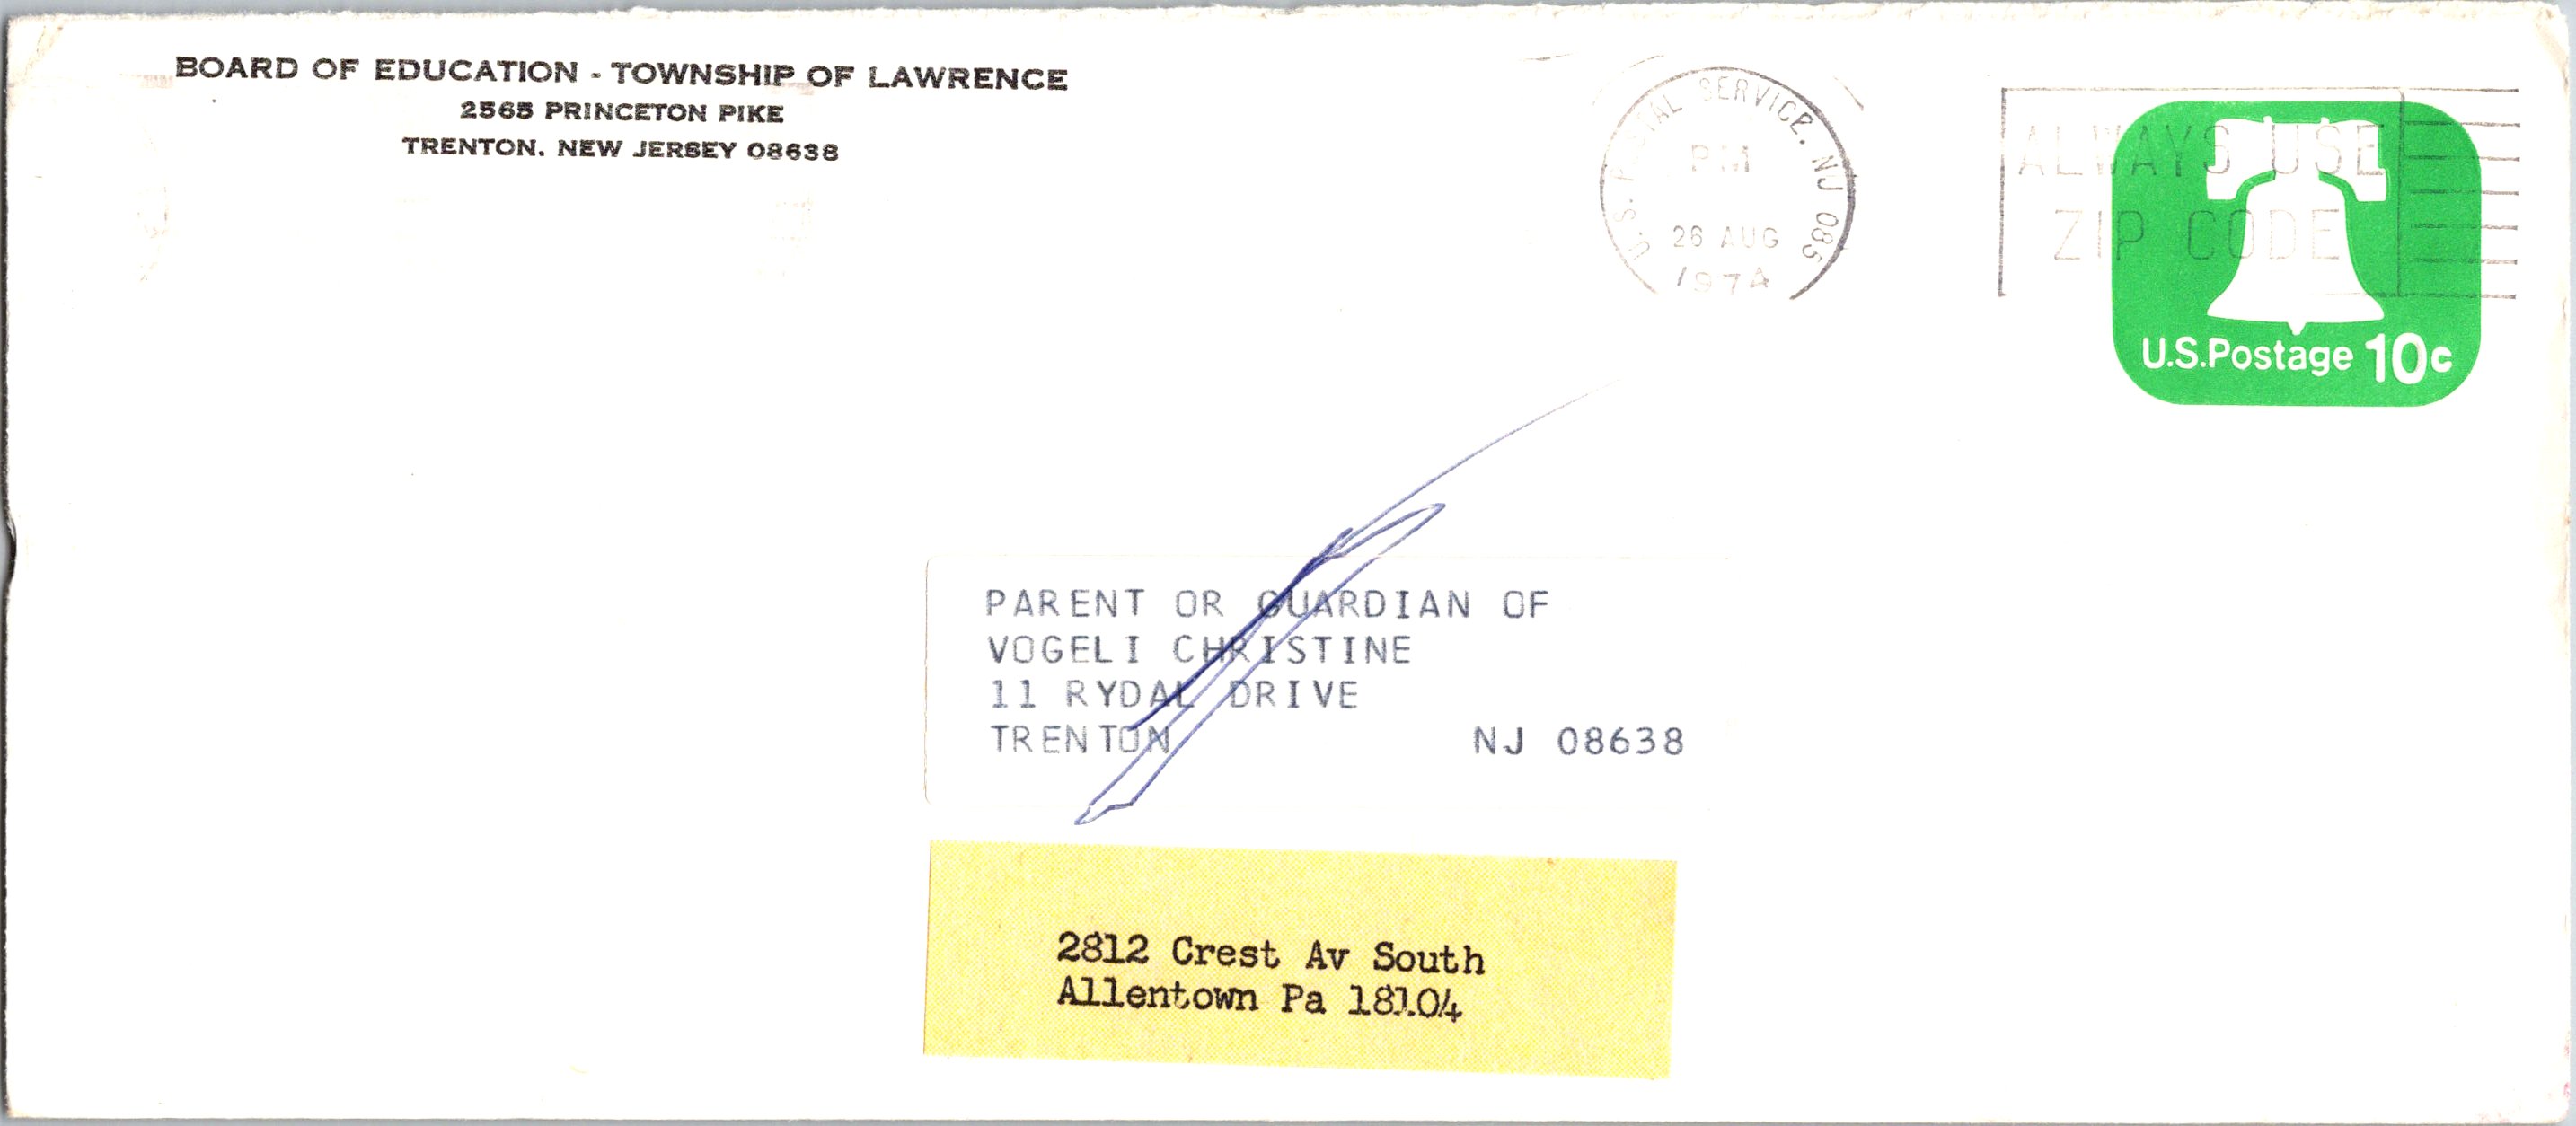 BOARD OF EDUCATION - TOWNSHIP OF LAWRENCE
2565 PRINCETON PIKE
TRENTON. NEW JERSEY 08638
U.S. POSTAL SERVICE. NJ 085
PM
26 AUG
1974
ALWAYS USE
ZIP CODE
U.S.Postage 10c
PARENT OR GUARDIAN OF
VOGELI CHRISTINE
11 RYDAL DRIVE
TRENTON NJ 08638
2812 Crest Av South
Allentown Pa 18104